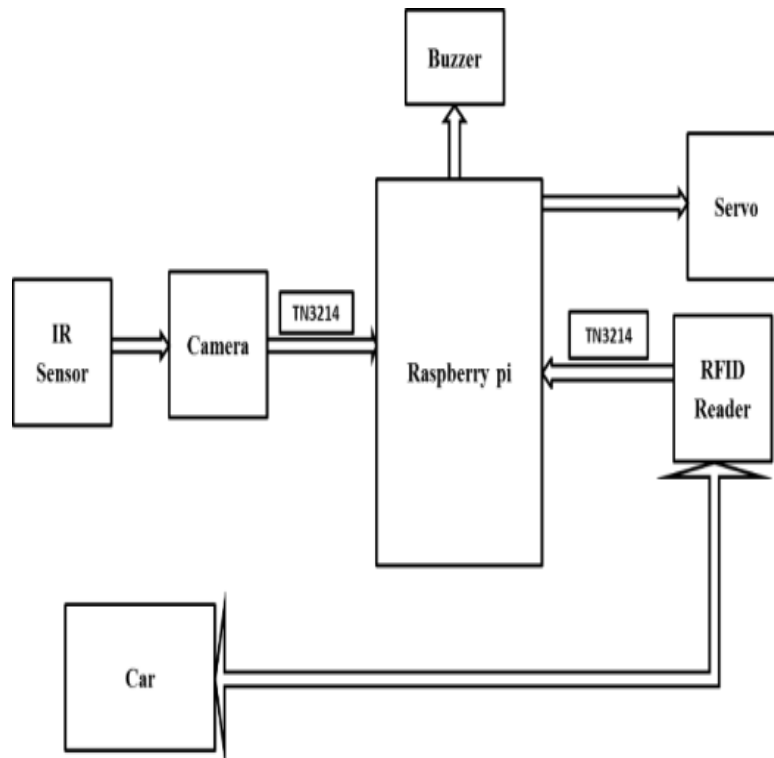 Buzzer
Servo
IR
Sensor
Camera
TN3214
Raspberry pi
TN3214
RFID
Reader
Car